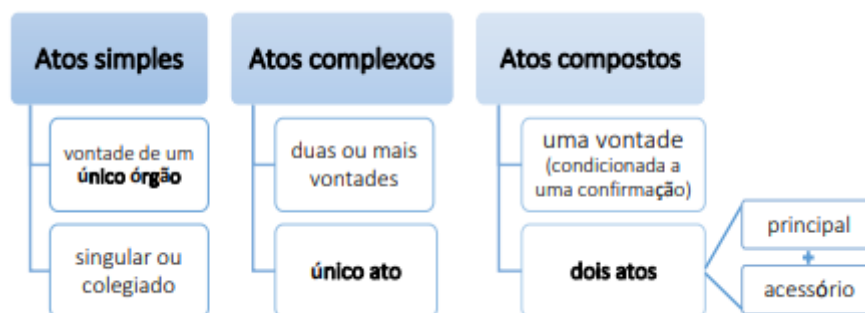 Atos simples
vontade de um
único órgão
singular ou
colegiado
Atos complexos
duas ou mais
vontades
único ato
Atos compostos
uma vontade
(condicionada a
uma confirmação)
dois atos
principal
+
acessório